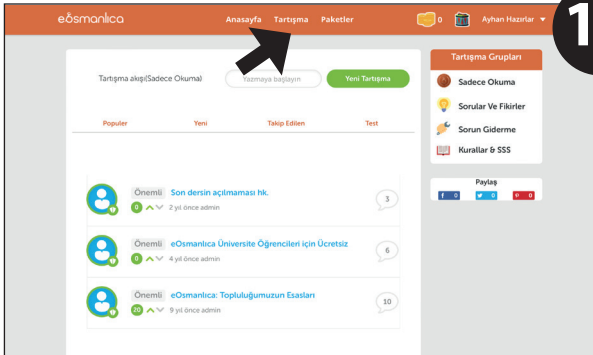 eôsmanlıca
Anasayfa Tartışma Paketler
0
Ayhan Hazırlar
1
Tartışma akışı(Sadece Okuma)
Yazmaya başlayın
Yeni Tartışma
Populer Yeni Takip Edilen Test
Önemli Son dersin açılmaması hk.
0 2 yıl önce admin
3
Önemli eOsmanlıca Üniversite Öğrencileri için Ücretsiz
0 4 yıl önce admin
6
Önemli eOsmanlıca: Topluluğumuzun Esasları
20 9 yıl önce admin
10
Tartışma Grupları
Sadece Okuma
Sorular Ve Fikirler
Sorun Giderme
Kurallar & SSS
Paylaş
f 0 0 0